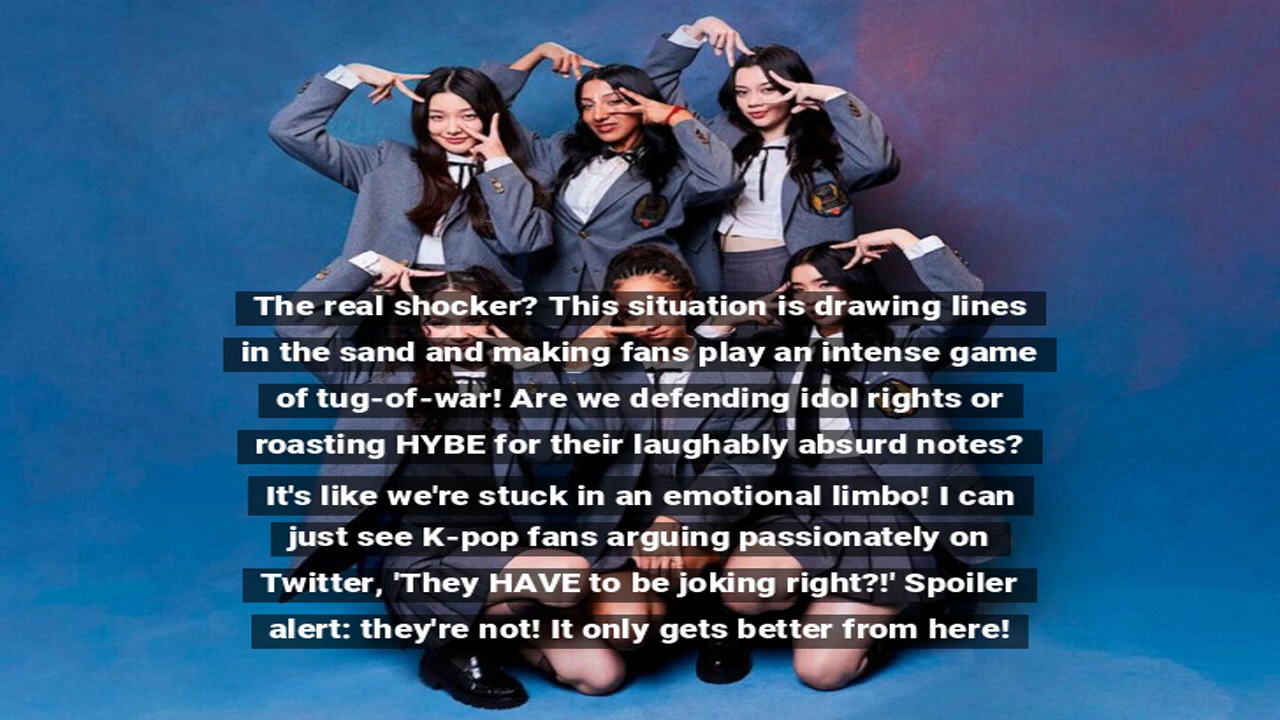 The real shocker? This situation is drawing lines
in the sand and making fans play an intense game
of tug-of-war! Are we defending idol rights or
roasting HYBE for their laughably absurd notes?
It's like we're stuck in an emotional limbo! I can
just see K-pop fans arguing passionately on
Twitter, 'They HAVE to be joking right?!' Spoiler
alert: they're not! It only gets better from here!